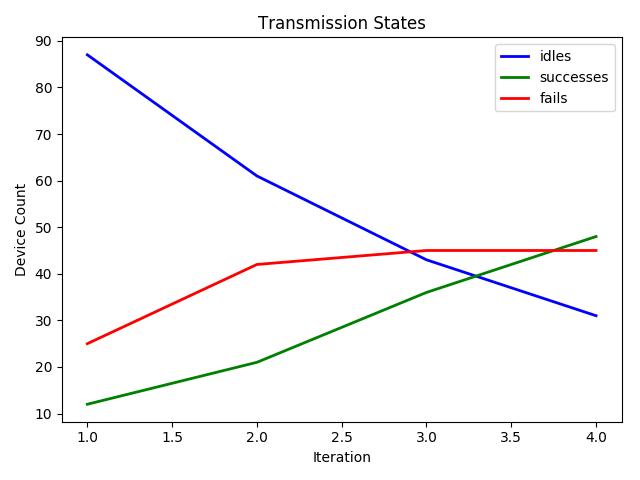 Transmission States
90
80
70
60
50
40
30
20
10
Device Count
idles
successes
fails
1.0 1.5 2.0 2.5 3.0 3.5 4.0
Iteration